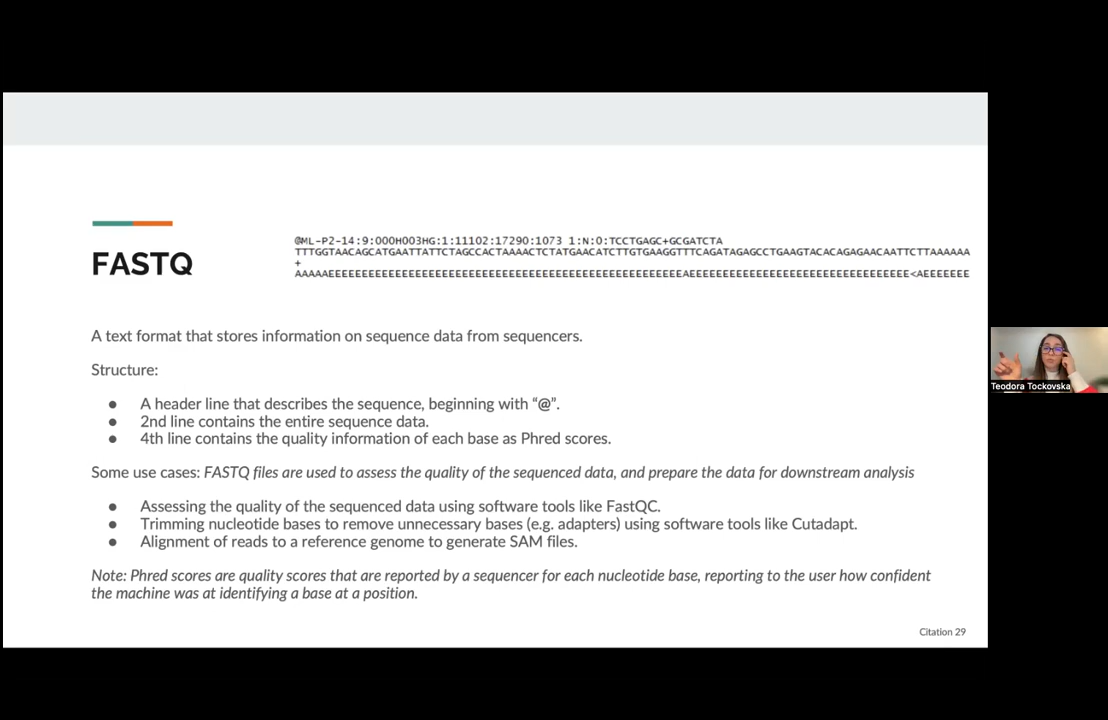 FASTQ
@ML-P2-14:9:000H003HG:1:11102:17290:1073 1:N:0:TCCTGAGC+GCGATCTA
TTTGGTAACAGCATGAATTATTCTAGCCACTAAAACTCTATGAACATCTTGTGAAGGTTTCAGATAGAGCCTGAAGTACACAGAGAACAATTCTTAAAAAA
+
AAAAAEEEEEEEEEEEEEEEEEEEEEEEEEEEEEEEEEEEEEEEEEEEEEEEEEEAEEEEEEEEEEEEEEEEEEEEEEEEEEEEEEEEEE<AEEEEEEE
A text format that stores information on sequence data from sequencers.
Structure:
● A header line that describes the sequence, beginning with “@”.
● 2nd line contains the entire sequence data.
● 4th line contains the quality information of each base as Phred scores.
Some use cases: FASTQ files are used to assess the quality of the sequenced data, and prepare the data for downstream analysis
● Assessing the quality of the sequenced data using software tools like FastQC.
● Trimming nucleotide bases to remove unnecessary bases (e.g. adapters) using software tools like Cutadapt.
● Alignment of reads to a reference genome to generate SAM files.
Note: Phred scores are quality scores that are reported by a sequencer for each nucleotide base, reporting to the user how confident
the machine was at identifying a base at a position.
Citation 29
Teodora Tockovska